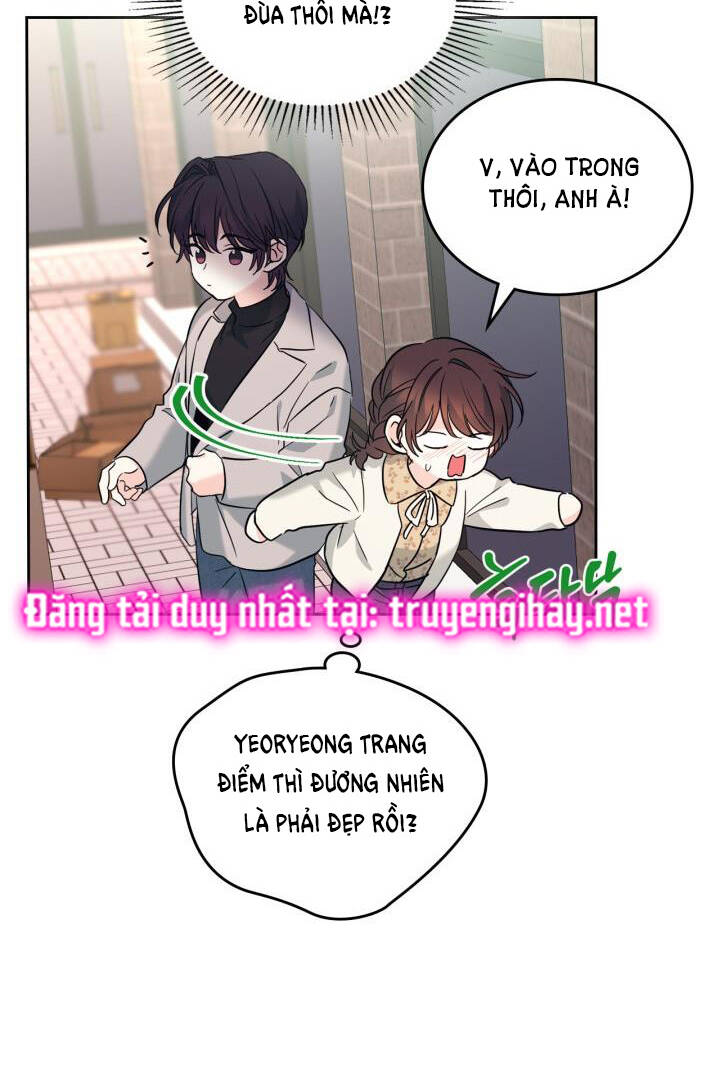 ĐÙA THÔI MÀ!?
V, VÀO TRONG
THÔI, ANH À!
Đăng tải duy nhất tại: truyengihay.net
YEORYEONG TRANG
ĐIỂM THÌ ĐƯƠNG NHIÊN
LÀ PHẢI ĐẸP RỒI?